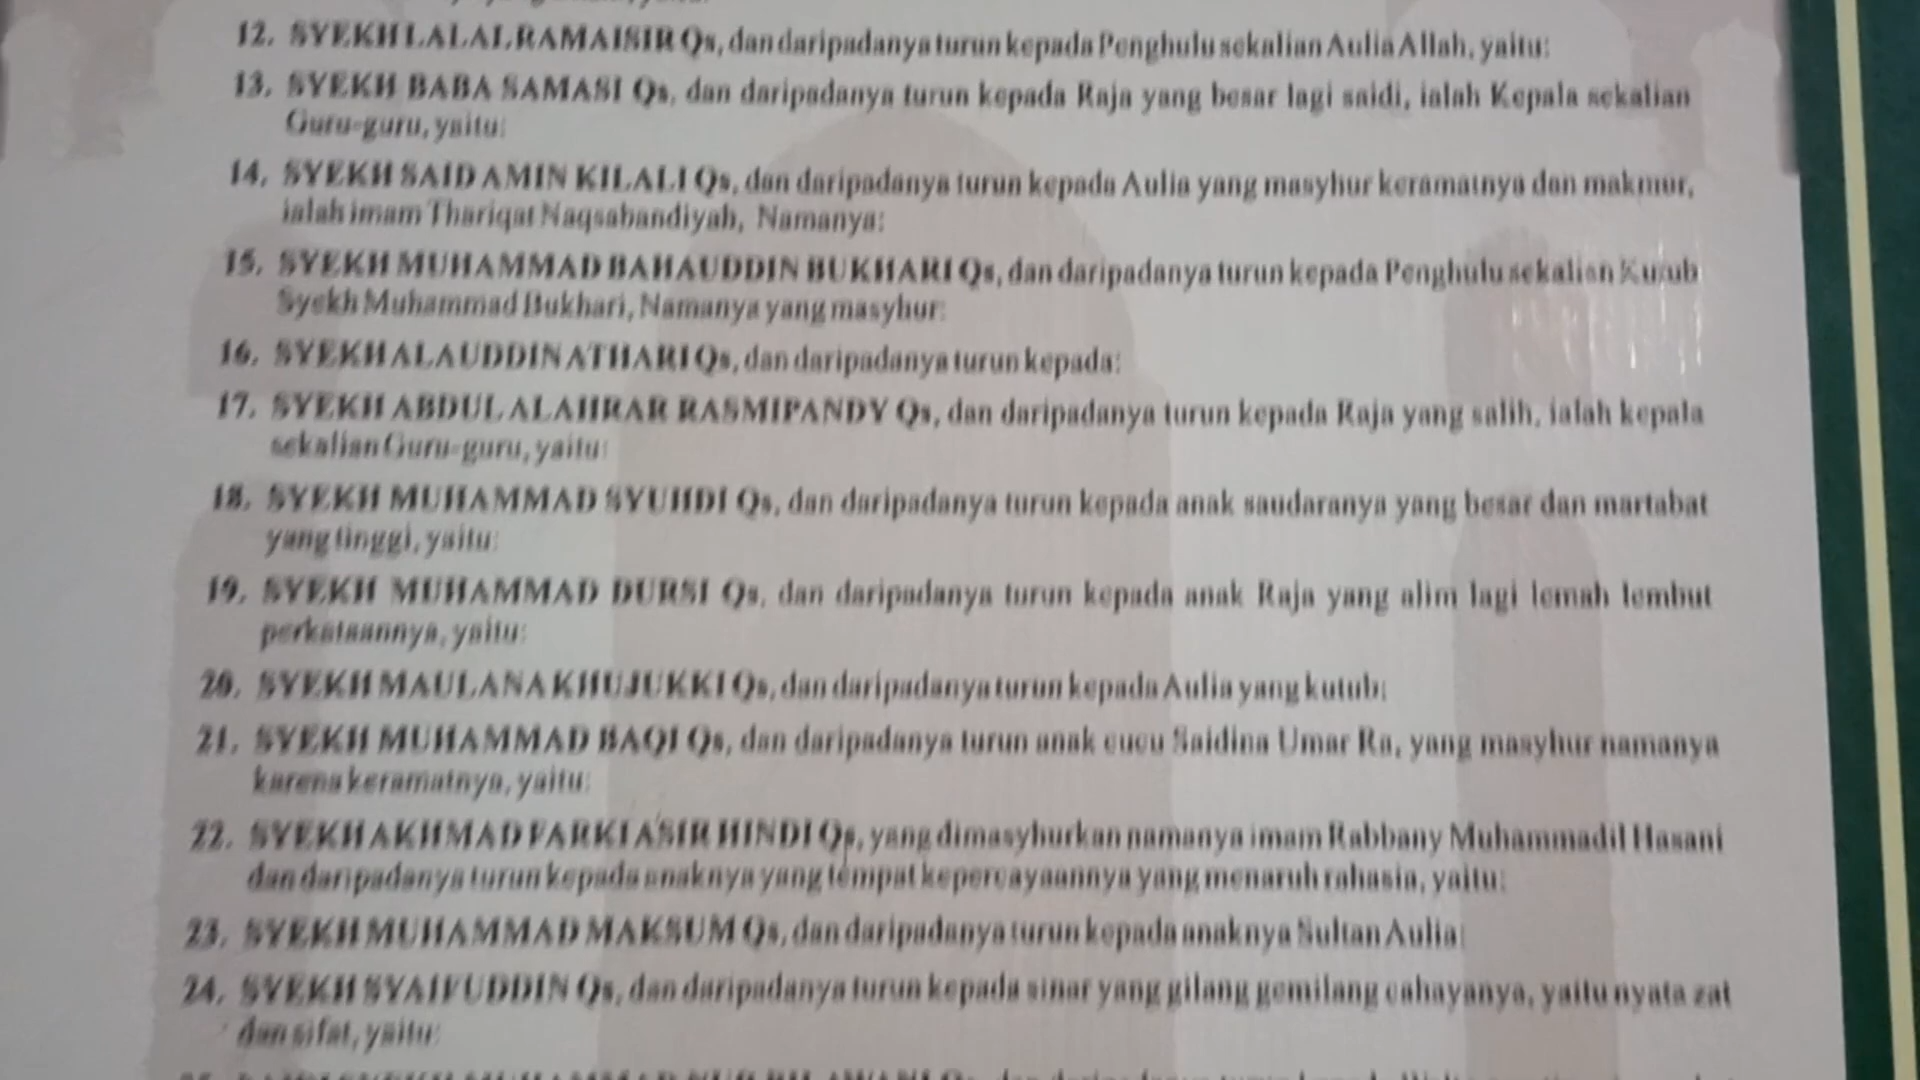 12. SYEKH LALAL RAMAISIR Qs, dan daripadanya turun kepada Penghulu sekalian Aulia Allah, yaitu:
13. SYEKH BABA SAMASI Qs, dan daripadanya turun kepada Raja yang besar lagi saidi, ialah Kepala sekalian
Guru-guru, yaitu:
14. SYEKH SAID AMIN KILALI Qs, dan daripadanya turun kepada Aulia yang masyhur keramatnya dan makmur,
ialah imam Thariqat Naqsabandiyah, Namanya:
15. SYEKH MUHAMMAD BAHAUDDIN BUKHARI Qs, dan daripadanya turun kepada Penghulu sekalian Kutub
Syekh Muhammad Bukhari, Namanya yang masyhur:
16. SYEKH ALAUDDIN ATHARI Qs, dan daripadanya turun kepada:
17. SYEKH ABDUL ALAHRAR RASMIPANDY Qs, dan daripadanya turun kepada Raja yang salih, ialah kepala
sekalian Guru-guru, yaitu:
18. SYEKH MUHAMMAD SYUHDI Qs, dan daripadanya turun kepada anak saudaranya yang besar dan martabat
yang tinggi, yaitu:
19. SYEKH MUHAMMAD DURSI Qs, dan daripadanya turun kepada anak Raja yang alim lagi lemah lembut
perkataannya, yaitu:
20. SYEKH MAULANA KHUJUKKI Qs, dan daripadanya turun kepada Aulia yang kutub:
21. SYEKH MUHAMMAD BAQI Qs, dan daripadanya turun anak cucu Saidina Umar Ra, yang masyhur namanya
karena keramatnya, yaitu:
22. SYEKH AKHMAD FARKI ASIR HINDI Qs, yang dimasyhurkan namanya imam Rabbany Muhammadil Hasani
dan daripadanya turun kepada anaknya yang tempat kepercayaannya yang menaruh rahasia, yaitu:
23. SYEKH MUHAMMAD MAKSUM Qs, dan daripadanya turun kepada anaknya Sultan Aulia:
24. SYEKH SYAIFUDDIN Qs, dan daripadanya turun kepada sinar yang gilang gemilang cahayanya, yaitu nyata zat
dan sifat, yaitu: